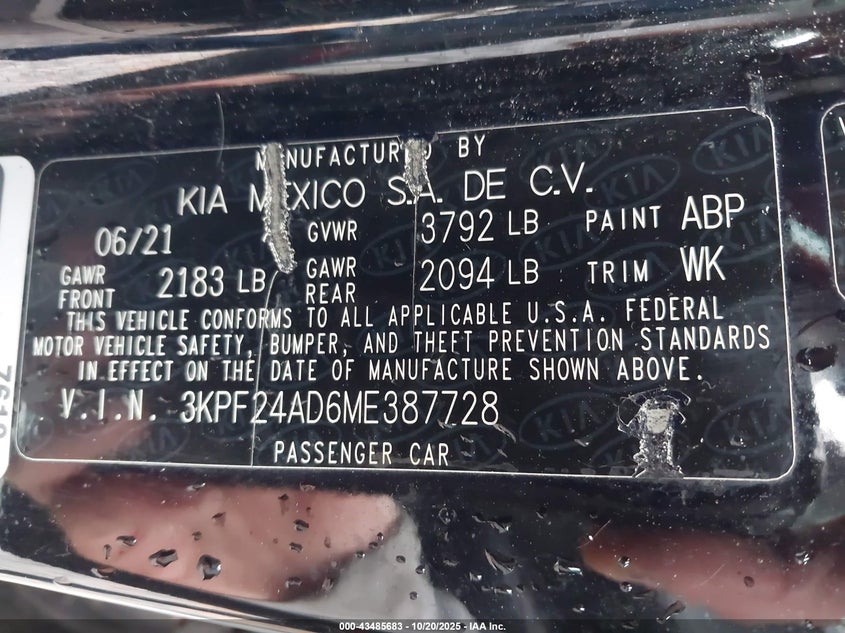 MANUFACTURED BY
KIA MEXICO S.A. DE C.V.
06/21 GVWR 3792 LB PAINT ABP
GAWR FRONT 2183 LB GAWR REAR 2094 LB TRIM WK
THIS VEHICLE CONFORMS TO ALL APPLICABLE U.S.A. FEDERAL
MOTOR VEHICLE SAFETY, BUMPER, AND THEFT PREVENTION STANDARDS
IN EFFECT ON THE DATE OF MANUFACTURE SHOWN ABOVE.
V.I.N. 3KPF24AD6ME387728
PASSENGER CAR
000-43485683 - 10/20/2025 - IAA Inc.